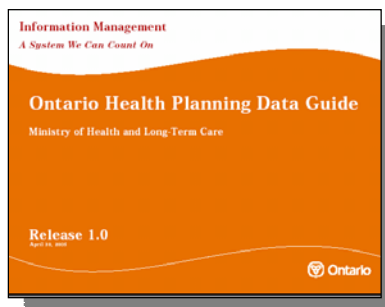 Information Management
A System We Can Count On
Ontario Health Planning Data Guide
Ministry of Health and Long-Term Care
Release 1.0
Ontario